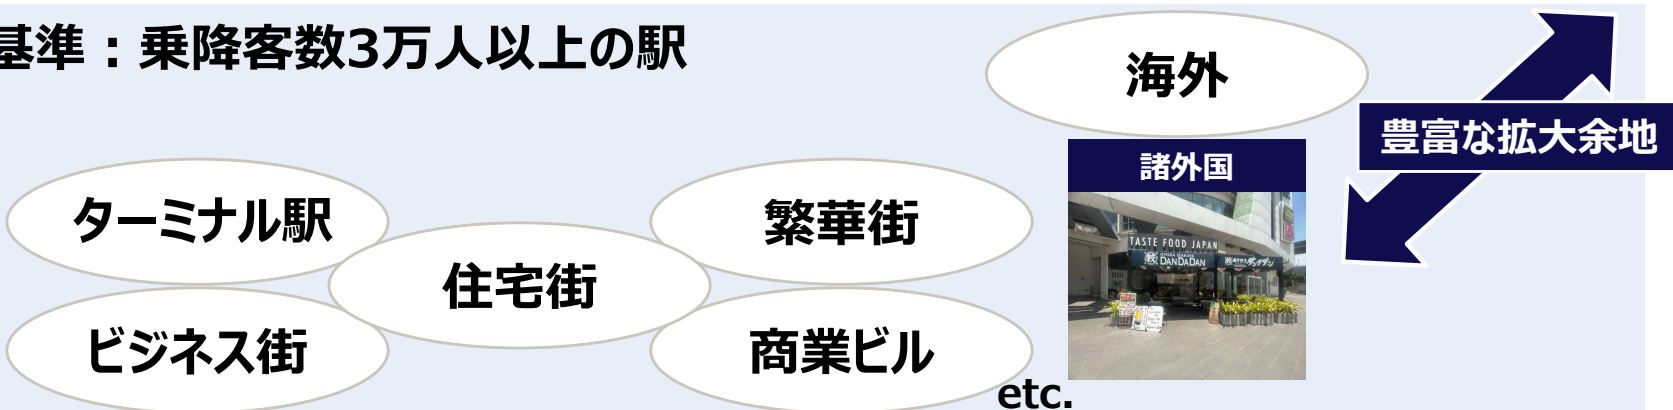 基準：乗降客数3万人以上の駅
海外
豊富な拡大余地
諸外国
ターミナル駅
繁華街
住宅街
ビジネス街
商業ビル
etc.
TASTE FOOD JAPAN
DANDADAN